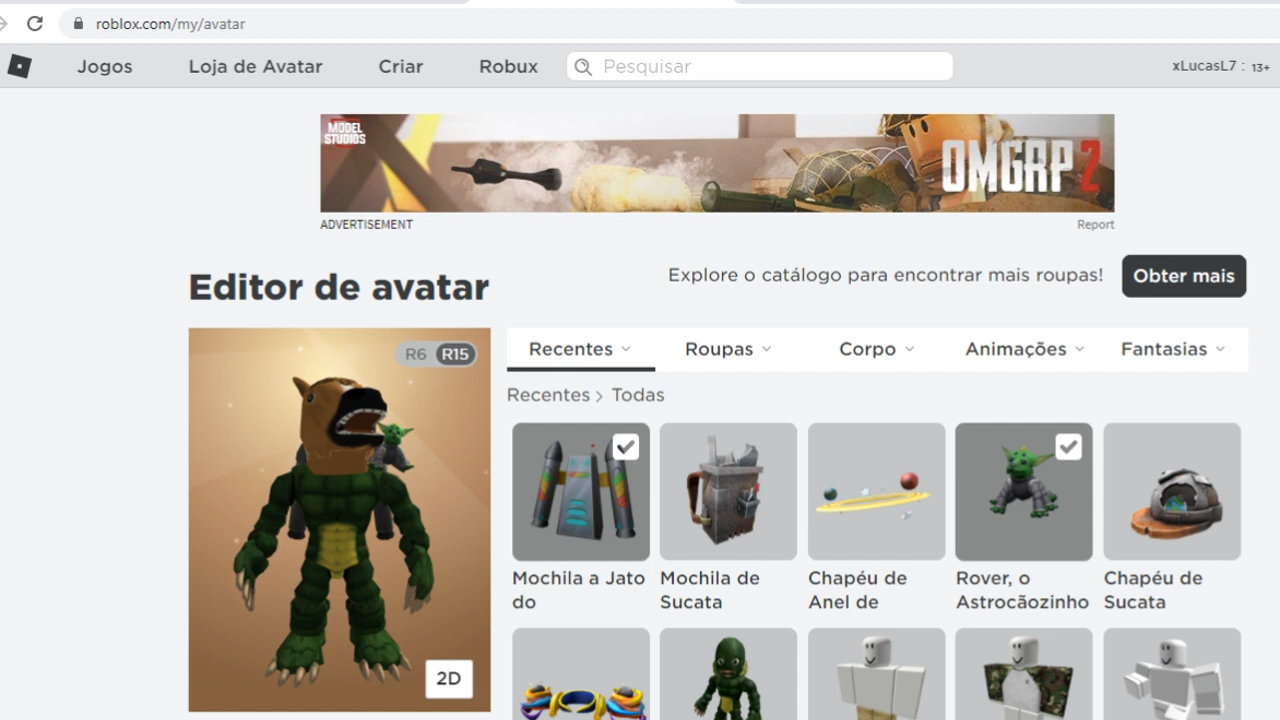 roblox.com/my/avatar
Jogos Loja de Avatar Criar Robux Pesquisar xLucasL7 : 13+
MODEL
STUDIOS
OMGRP 2
ADVERTISEMENT Report
Editor de avatar
Explore o catálogo para encontrar mais roupas! Obter mais
R6 R15
Recentes Roupas Corpo Animações Fantasias
Recentes > Todas
Mochila a Jato do
Mochila de Sucata
Chapéu de Anel de
Rover, o Astrocãozinho
Chapéu de Sucata
2D